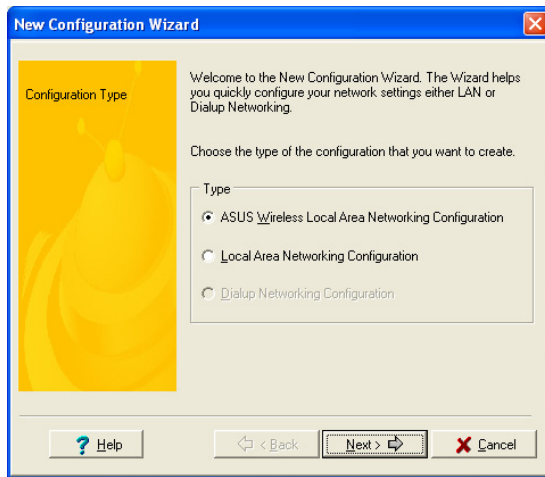 New Configuration Wizard
Configuration Type
Welcome to the New Configuration Wizard. The Wizard helps
you quickly configure your network settings either LAN or
Dialup Networking.
Choose the type of the configuration that you want to create.
Type
ASUS Wireless Local Area Networking Configuration
Local Area Networking Configuration
Dialup Networking Configuration
? Help
< Back
Next >
Cancel